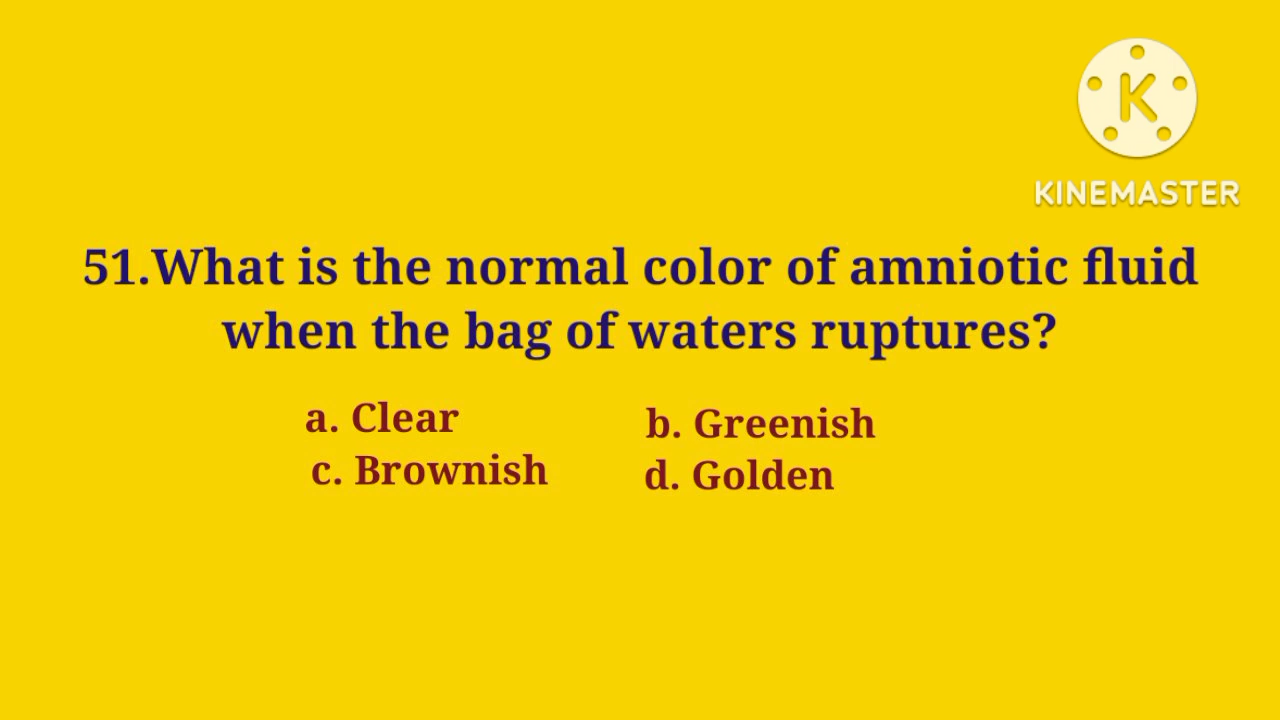 K
KINEMASTER
51.What is the normal color of amniotic fluid
when the bag of waters ruptures?
a. Clear
b. Greenish
c. Brownish
d. Golden